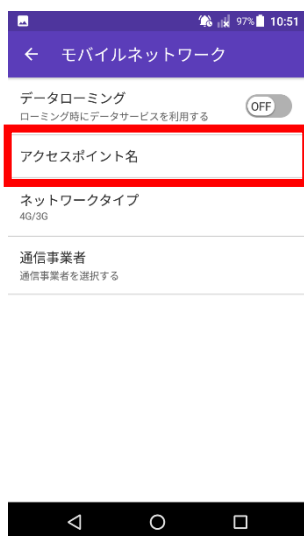 97% 10:51
モバイルネットワーク
データローミング
ローミング時にデータサービスを利用する
OFF
アクセスポイント名
ネットワークタイプ
4G/3G
通信事業者
通信事業者を選択する